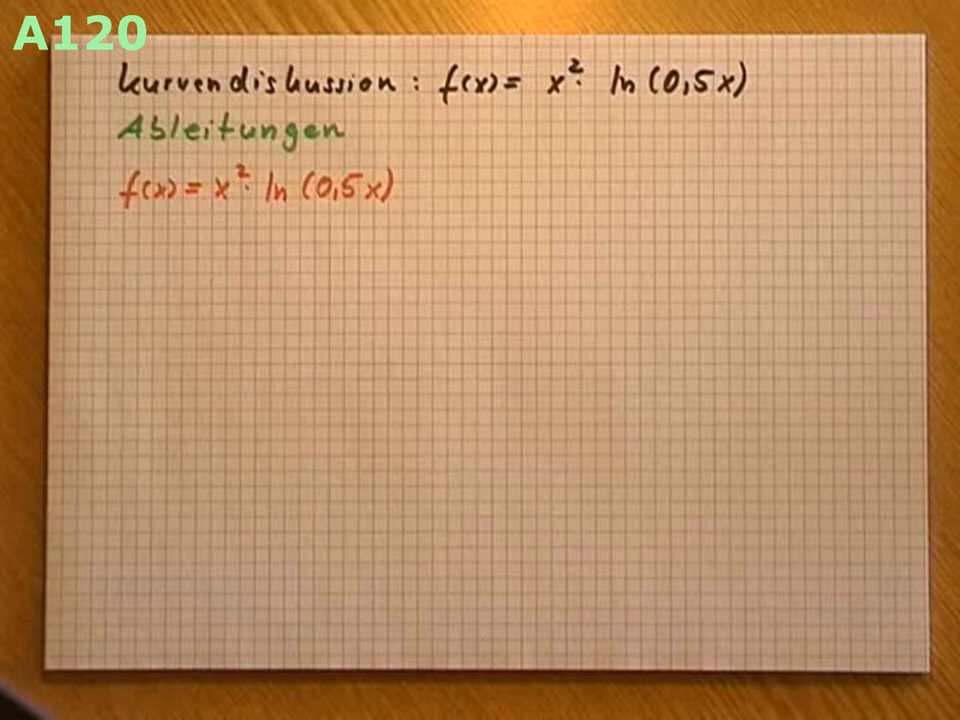 A120
Kurvendiskussion: f(x) = x²· ln (0,5x)
Ableitungen
f(x) = x²· ln (0,5x)